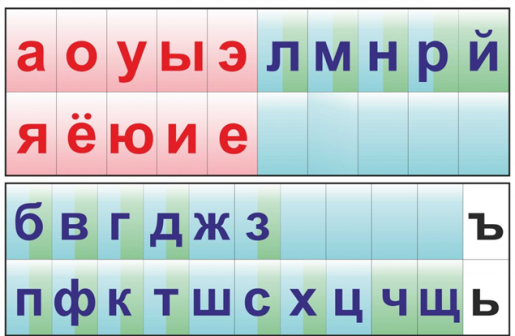 а о у ы э л м н р й
я ё ю и е
б в г д ж з ъ
п ф к т ш с х ц ч щ ь